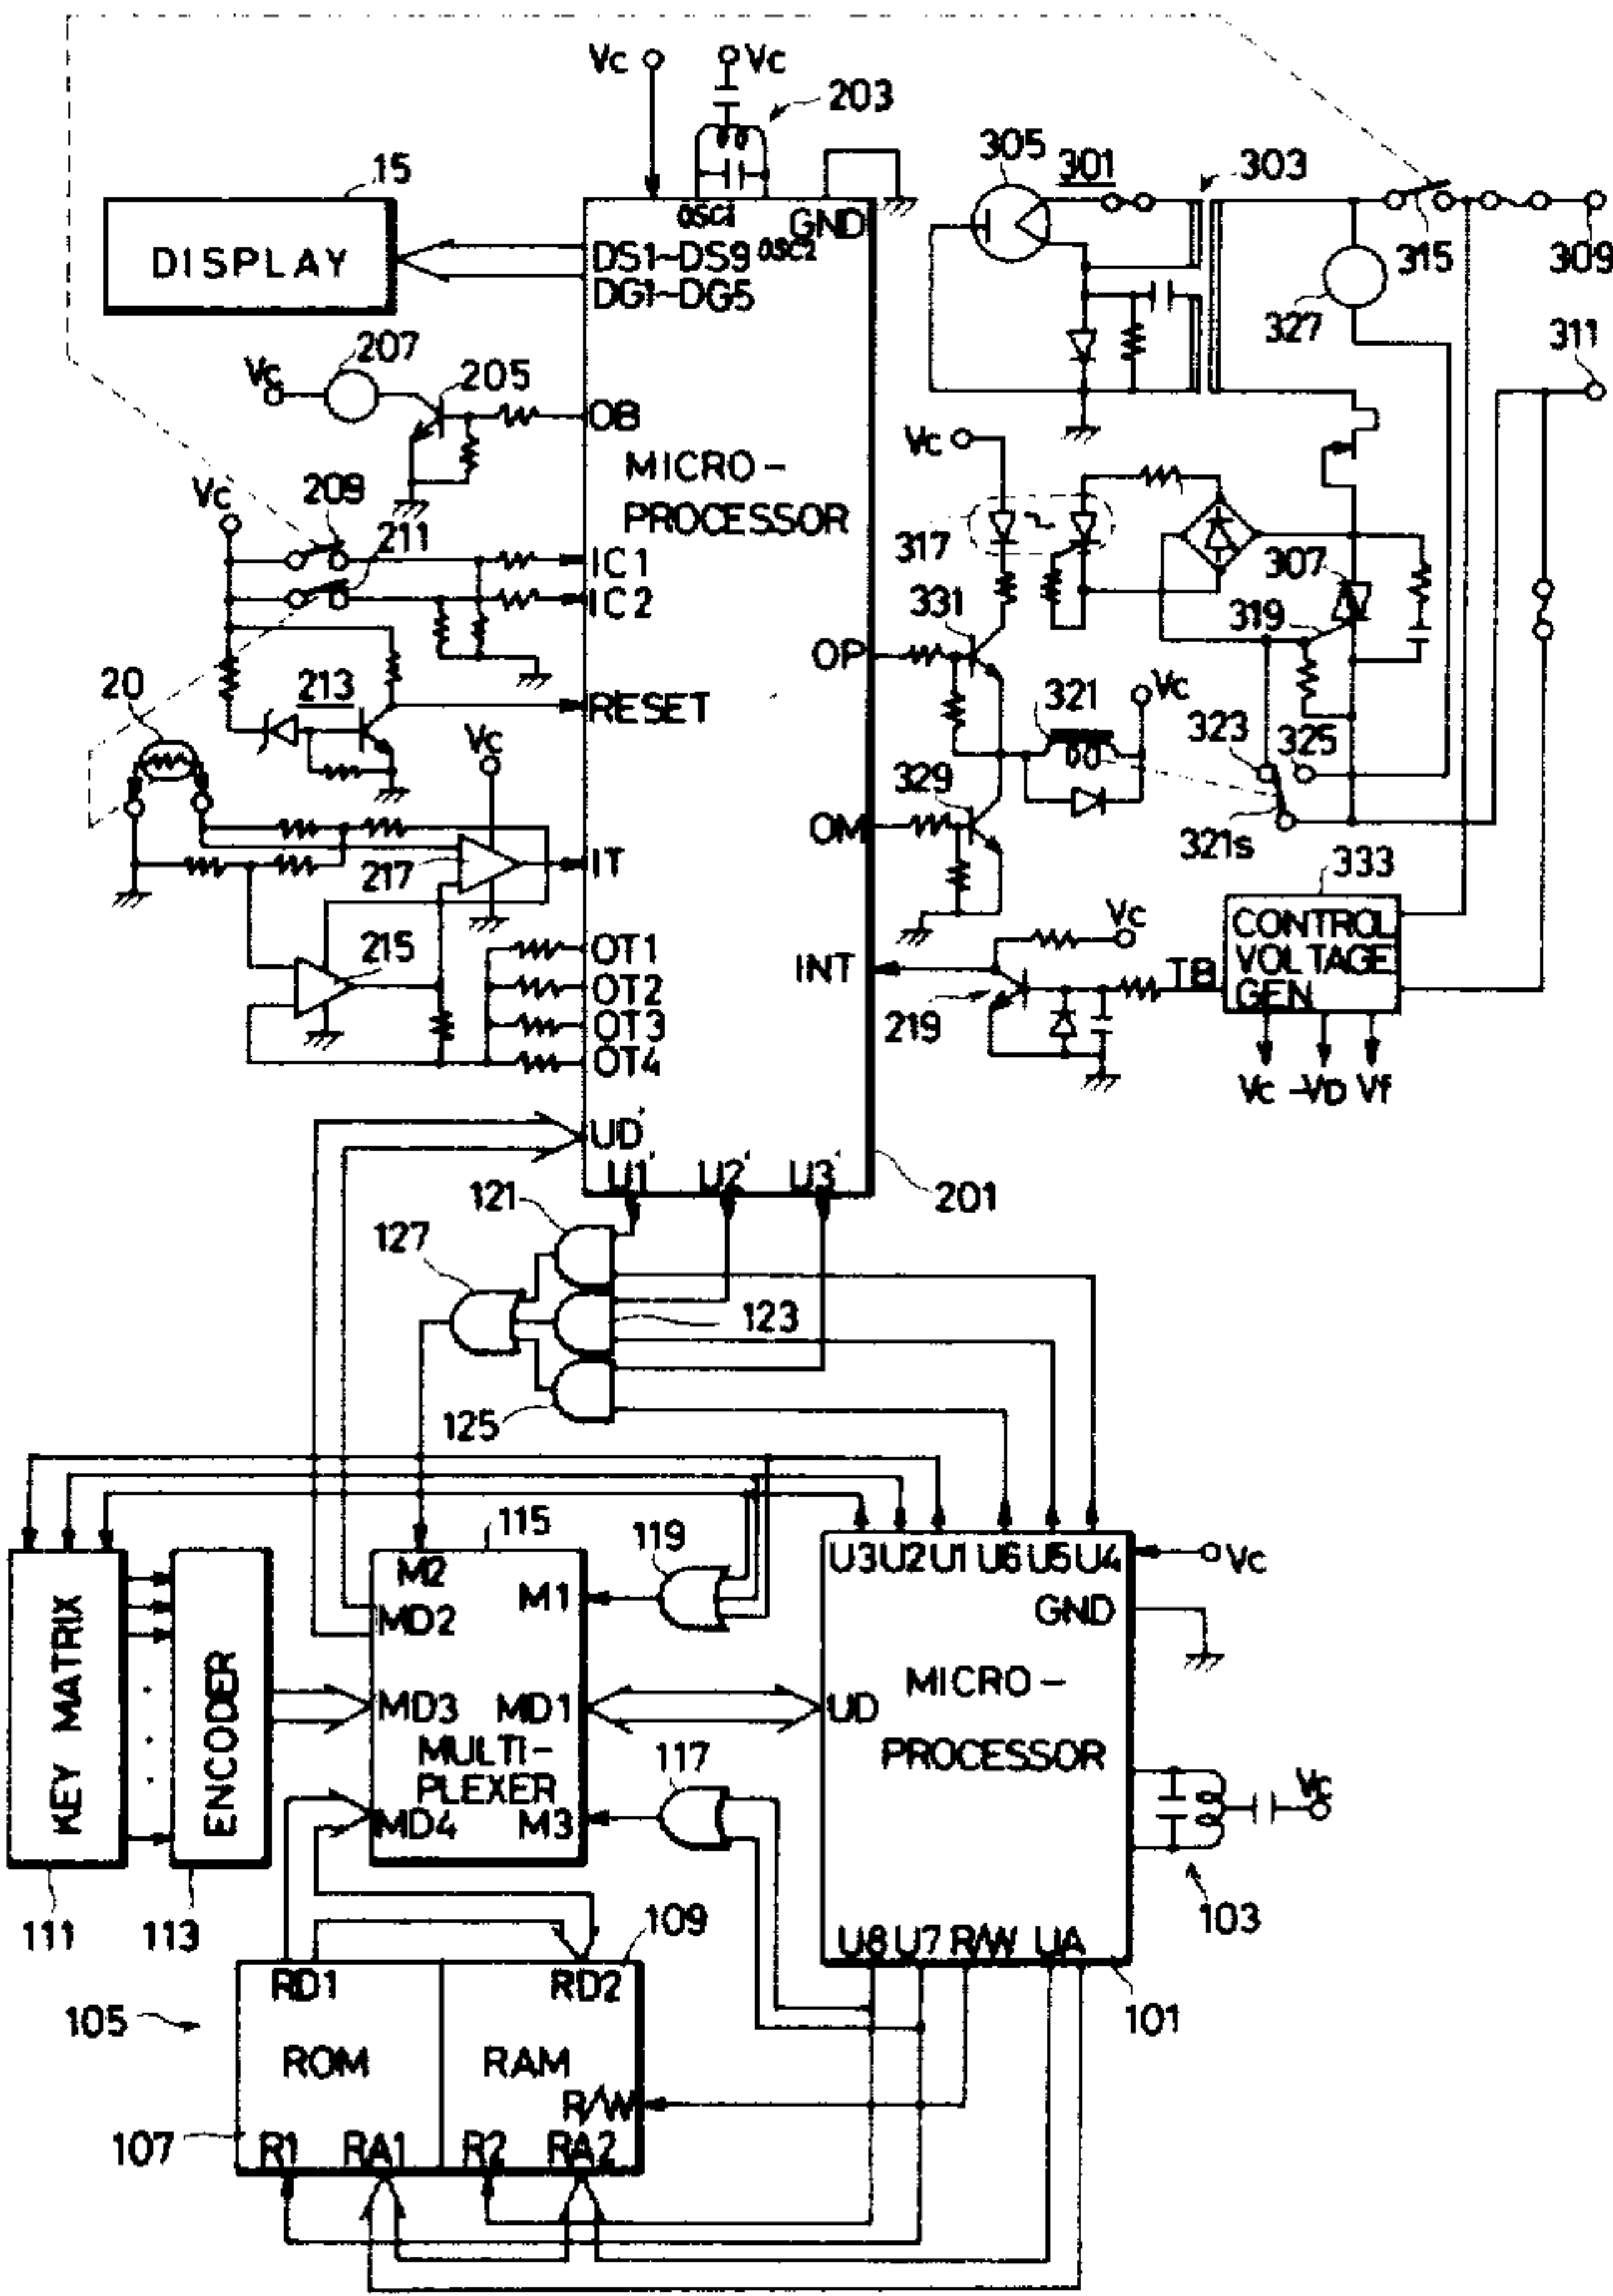 Vc
Vc
203
15
305
301
303
OSC1
GND
DISPLAY
DS1-DS9
OSC2
DG1-DG5
315
309
327
311
207
Vc
205
OB
MICRO-
PROCESSOR
Vc
209
Vc
211
317
307
IC1
IC2
331
319
20
213
OP
321
Vc
RESET
Vc
323
325
329
OM
321s
217
IT
333
Vc
CONTROL
VOLTAGE
GEN
215
OT1
INT
TB
OT2
OT3
219
OT4
Vc
-VD
Vf
UD'
U1'
U2'
U3'
121
201
127
123
125
115
119
M2
M1
U3
U2
U1
U6
U5
U4
Vc
MD2
GND
KEY MATRIX
ENCODER
MICRO-
PROCESSOR
MD3
MD1
UD
MULTI-
PLEXER
117
Vc
MD4
M3
111
113
109
103
U8
U7
R/W
UA
RD1
RD2
105
101
ROM
RAM
R/W
107
R1
RA1
R2
RA2